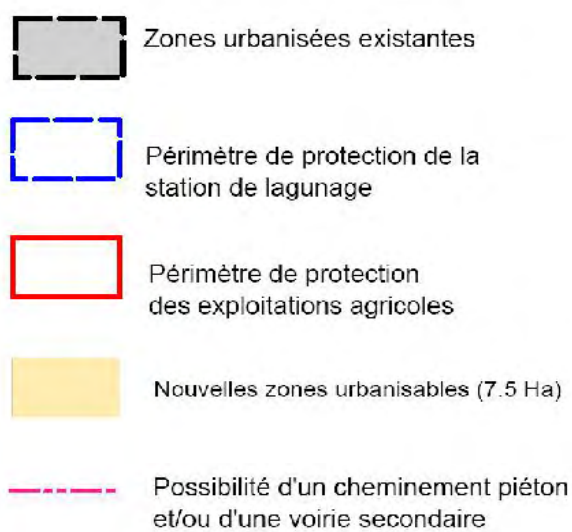 Zones urbanisées existantes
Périmètre de protection de la
station de lagunage
Périmètre de protection
des exploitations agricoles
Nouvelles zones urbanisables (7.5 Ha)
Possibilité d'un cheminement piéton
et/ou d'une voirie secondaire